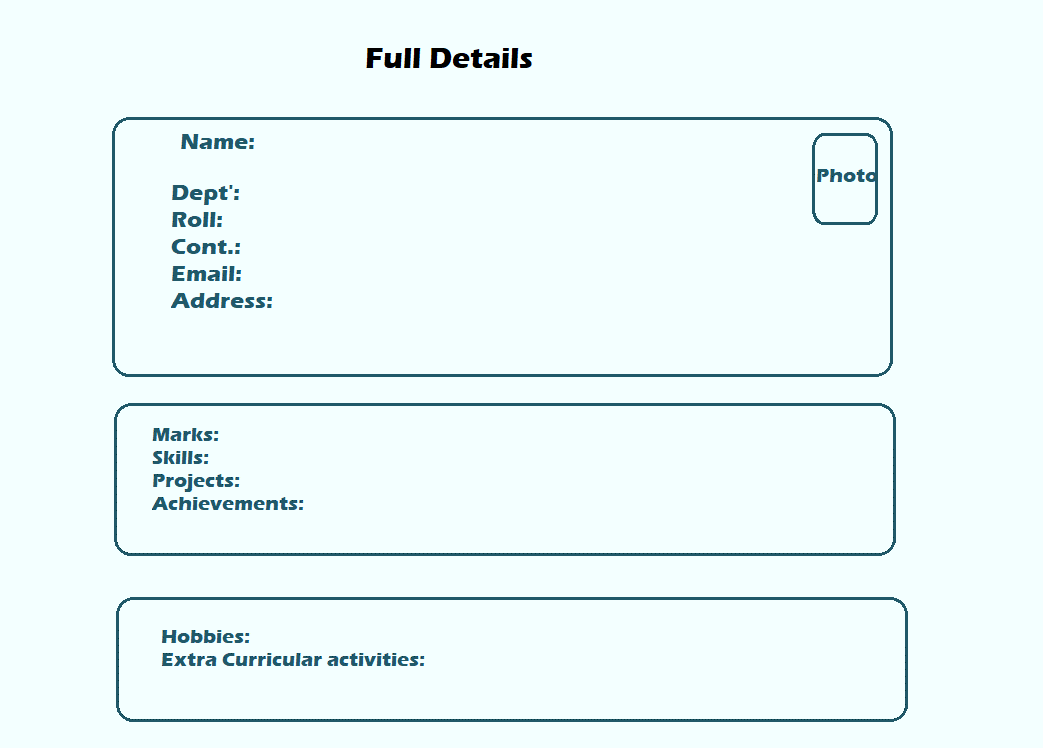 Full Details
Name:
Photo
Dept':
Roll:
Cont.:
Email:
Address:
Marks:
Skills:
Projects:
Achievements:
Hobbies:
Extra Curricular activities: